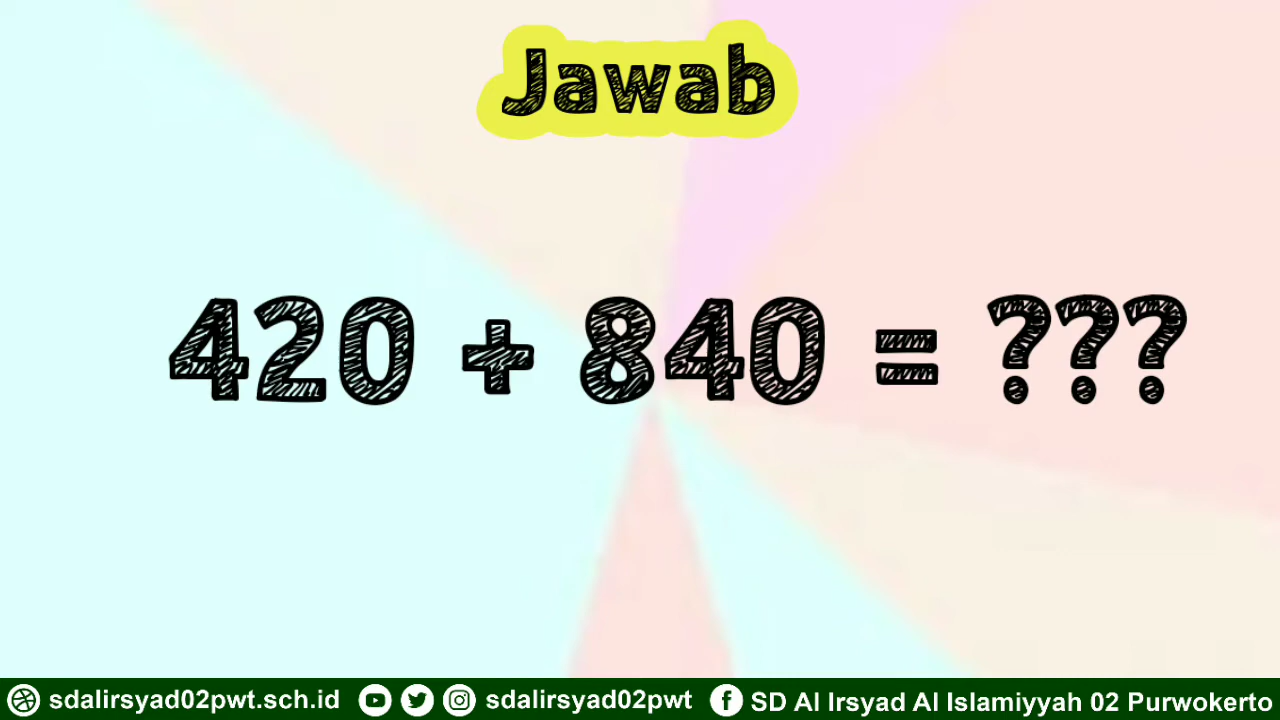 Jawab
420 + 840 = ???
sdalirsyad02pwt.sch.id sdalirsyad02pwt SD Al Irsyad Al Islamiyyah 02 Purwokerto